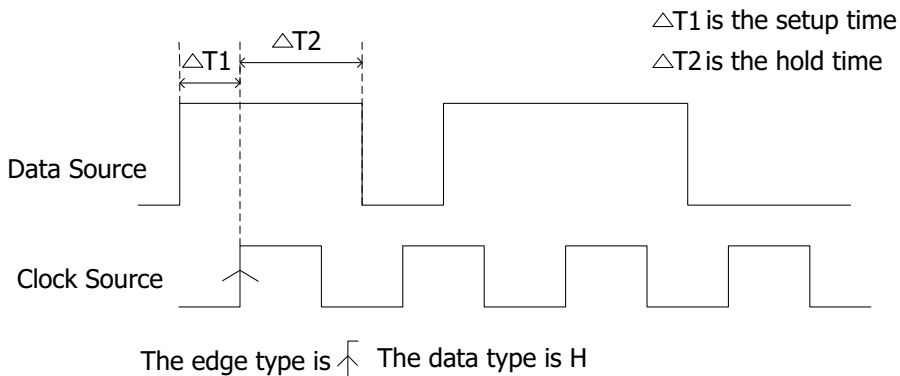 △T1 is the setup time
△T2 is the hold time
△T1
△T2
Data Source
Clock Source
The edge type is The data type is H